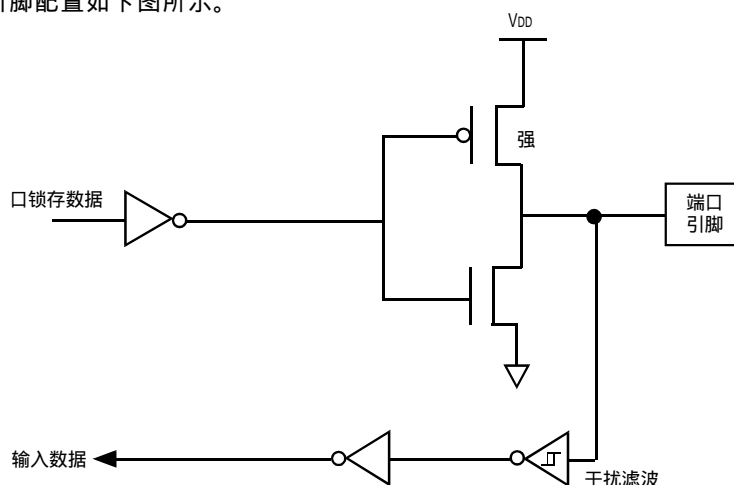 引脚配置如下图所示。
VDD
强
口锁存数据
端口
引脚
输入数据
干扰滤波